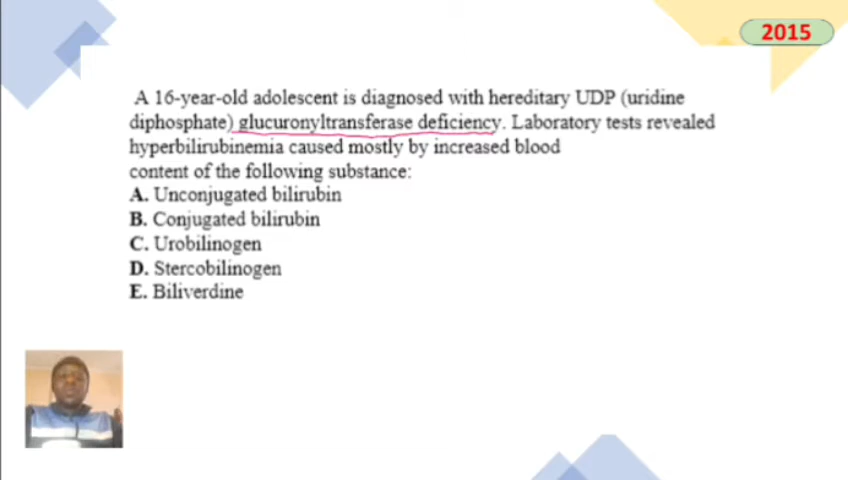 2015
A 16-year-old adolescent is diagnosed with hereditary UDP (uridine
diphosphate) glucuronyltransferase deficiency. Laboratory tests revealed
hyperbilirubinemia caused mostly by increased blood
content of the following substance:
A. Unconjugated bilirubin
B. Conjugated bilirubin
C. Urobilinogen
D. Stercobilinogen
E. Biliverdine